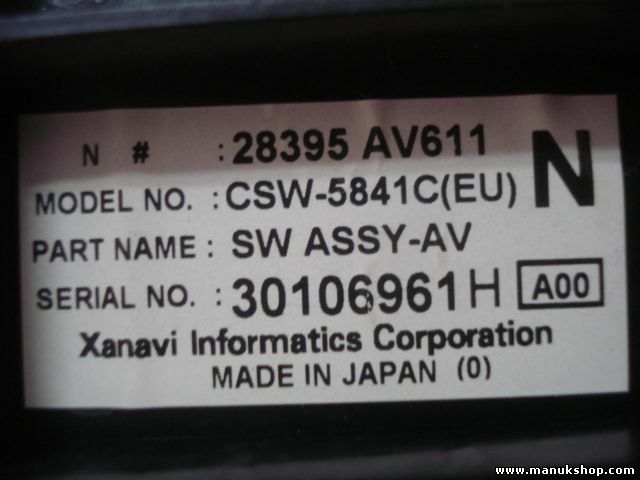 N # : 28395 AV611
N
MODEL NO. : CSW-5841C(EU)
PART NAME : SW ASSY-AV
SERIAL NO. : 30106961H A00
Xanavi Informatics Corporation
MADE IN JAPAN (0)
www.manukshop.com